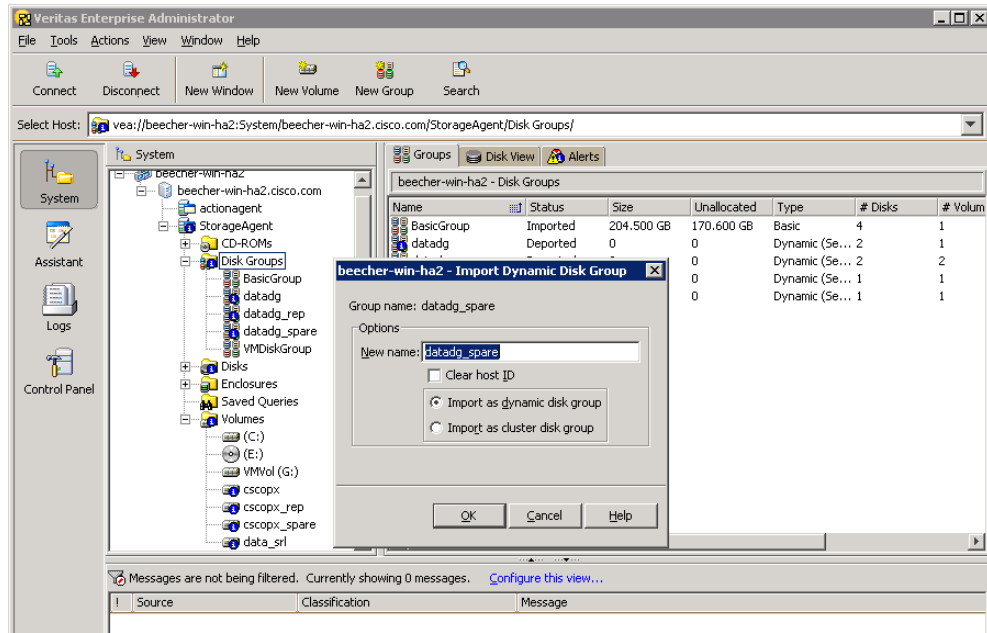 Veritas Enterprise Administrator
File Tools Actions View Window Help
Connect Disconnect New Window New Volume New Group Search
Select Host: vea://beecher-win-ha2:System/beecher-win-ha2.cisco.com/StorageAgent/Disk Groups/
System
Assistant
Logs
Control Panel
System
beecher-win-ha2
beecher-win-ha2.cisco.com
actionagent
StorageAgent
CD-ROMs
Disk Groups
BasicGroup
datadg
datadg_rep
datadg_spare
VMDiskGroup
Disks
Enclosures
Saved Queries
Volumes
(C:)
(E:)
VMVol (G:)
cscopx
cscopx_rep
cscopx_spare
data_srl
Groups Disk View Alerts
beecher-win-ha2 - Disk Groups
Name Status Size Unallocated Type # Disks # Volum
BasicGroup Imported 204.500 GB 170.600 GB Basic 4 1
datadg Deported 0 0 Dynamic (Se... 2 1
0 Dynamic (Se... 2 2
0 Dynamic (Se... 1 1
0 Dynamic (Se... 1 1
beecher-win-ha2 - Import Dynamic Disk Group
Group name: datadg_spare
Options
New name: datadg_spare
Clear host ID
Import as dynamic disk group
Import as cluster disk group
OK Cancel Help
Messages are not being filtered. Currently showing 0 messages. Configure this view...
! Source Classification Message